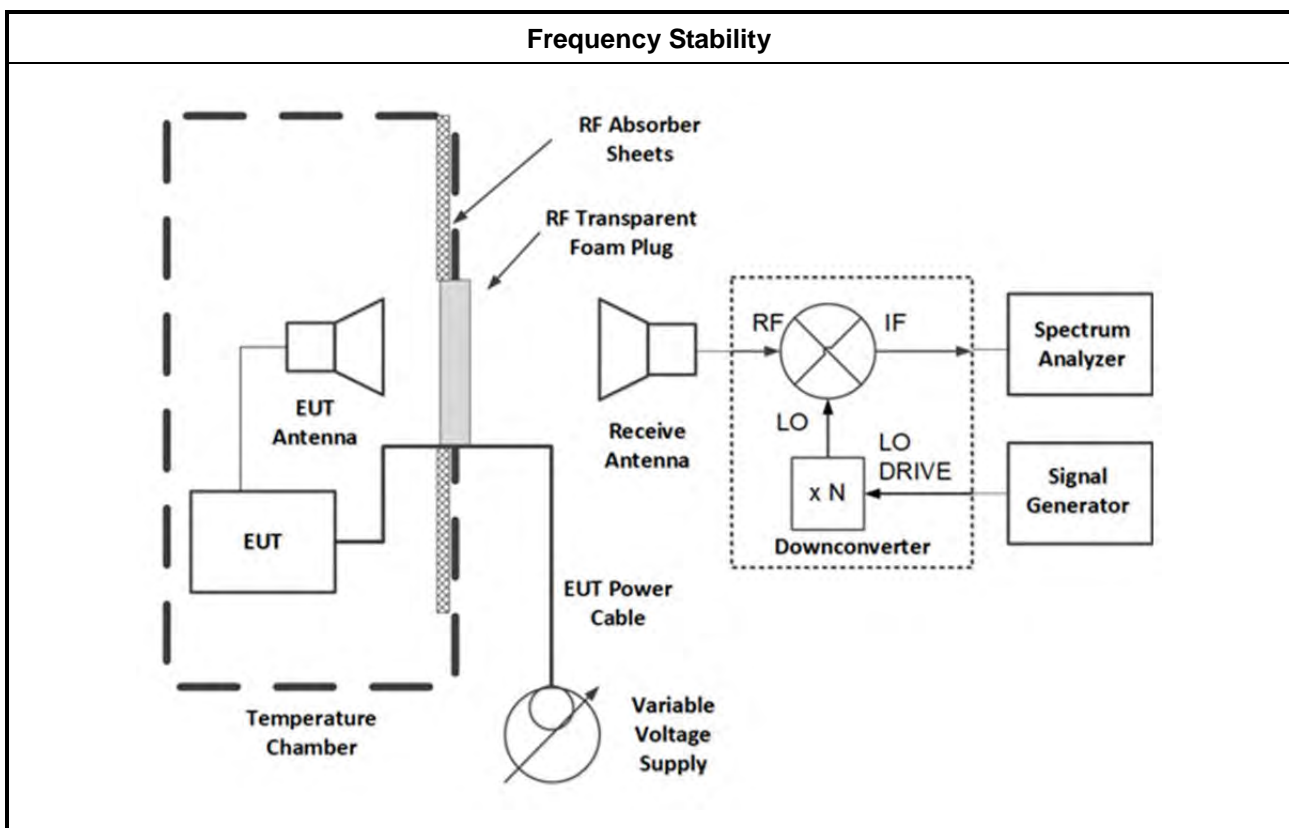 Frequency Stability
RF Absorber
Sheets
RF Transparent
Foam Plug
EUT
Antenna
EUT
Receive
Antenna
RF
IF
LO
LO
DRIVE
x N
Downconverter
Spectrum
Analyzer
Signal
Generator
EUT Power
Cable
Temperature
Chamber
Variable
Voltage
Supply